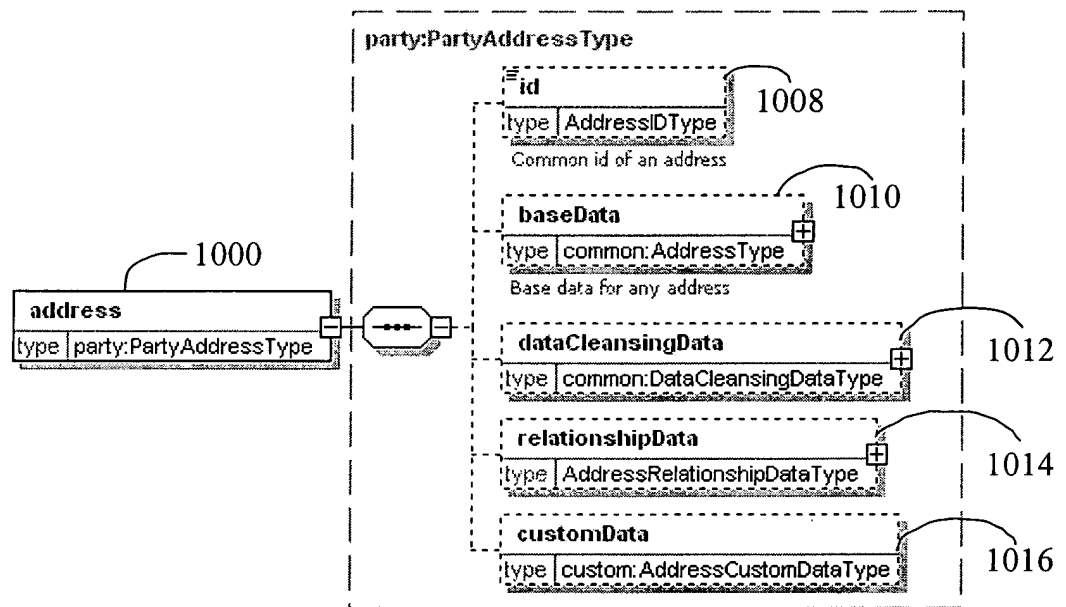 party:PartyAddressType
id
1008
type AddressIDType
Common id of an address
1010
baseData
type common:AddressType
Base data for any address
1000
address
type party:PartyAddressType
dataCleansingData
1012
type common:DataCleansingDataType
relationshipData
1014
type AddressRelationshipDataType
customData
1016
type custom:AddressCustomDataType